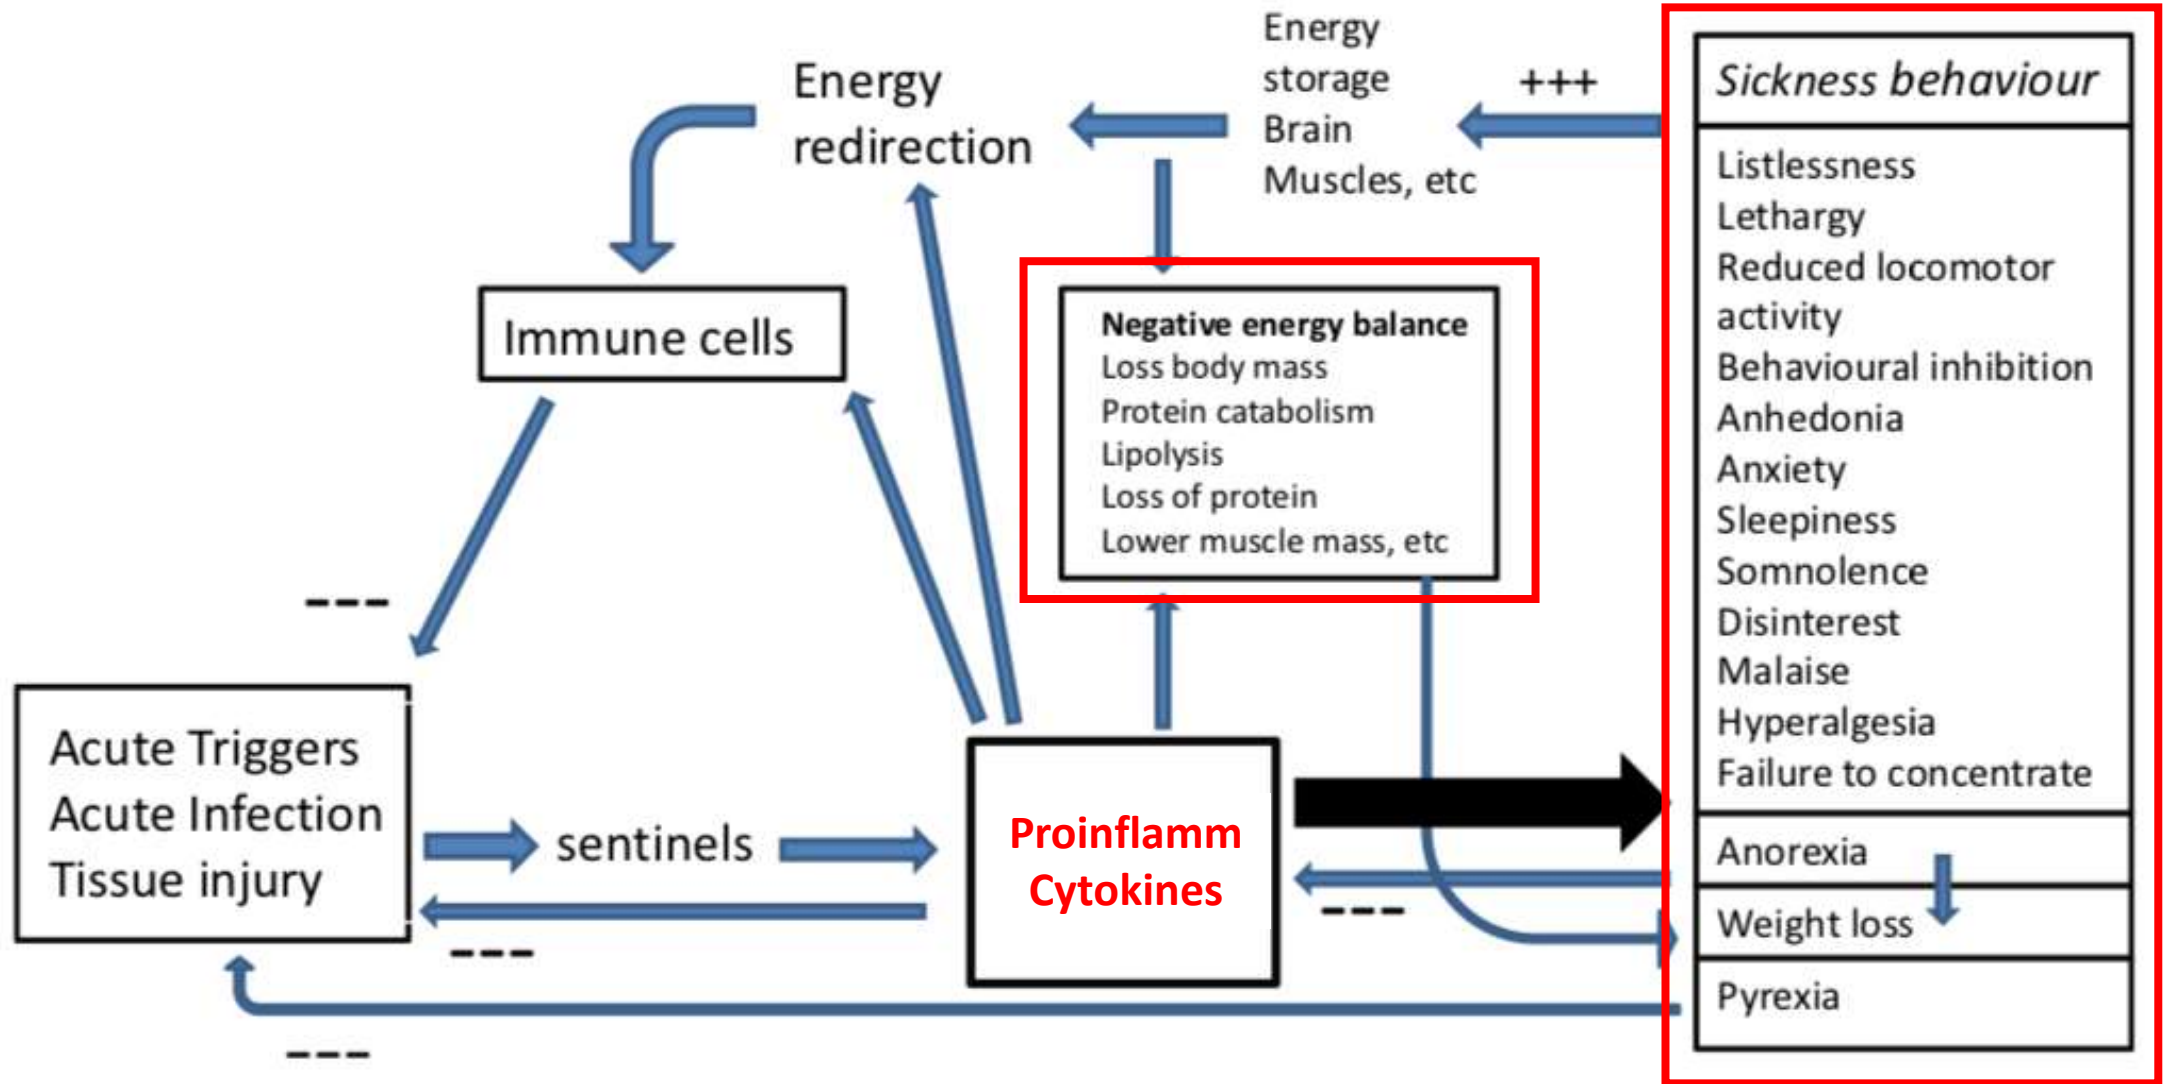 Energy
storage
Brain
Muscles, etc
+++
Energy
redirection
Immune cells
Negative energy balance
Loss body mass
Protein catabolism
Lipolysis
Loss of protein
Lower muscle mass, etc
Sickness behaviour
Listlessness
Lethargy
Reduced locomotor
activity
Behavioural inhibition
Anhedonia
Anxiety
Sleepiness
Somnolence
Disinterest
Malaise
Hyperalgesia
Failure to concentrate
Anorexia
Weight loss
Pyrexia
---
Acute Triggers
Acute Infection
Tissue injury
sentinels
Proinflamm
Cytokines
---
---
---